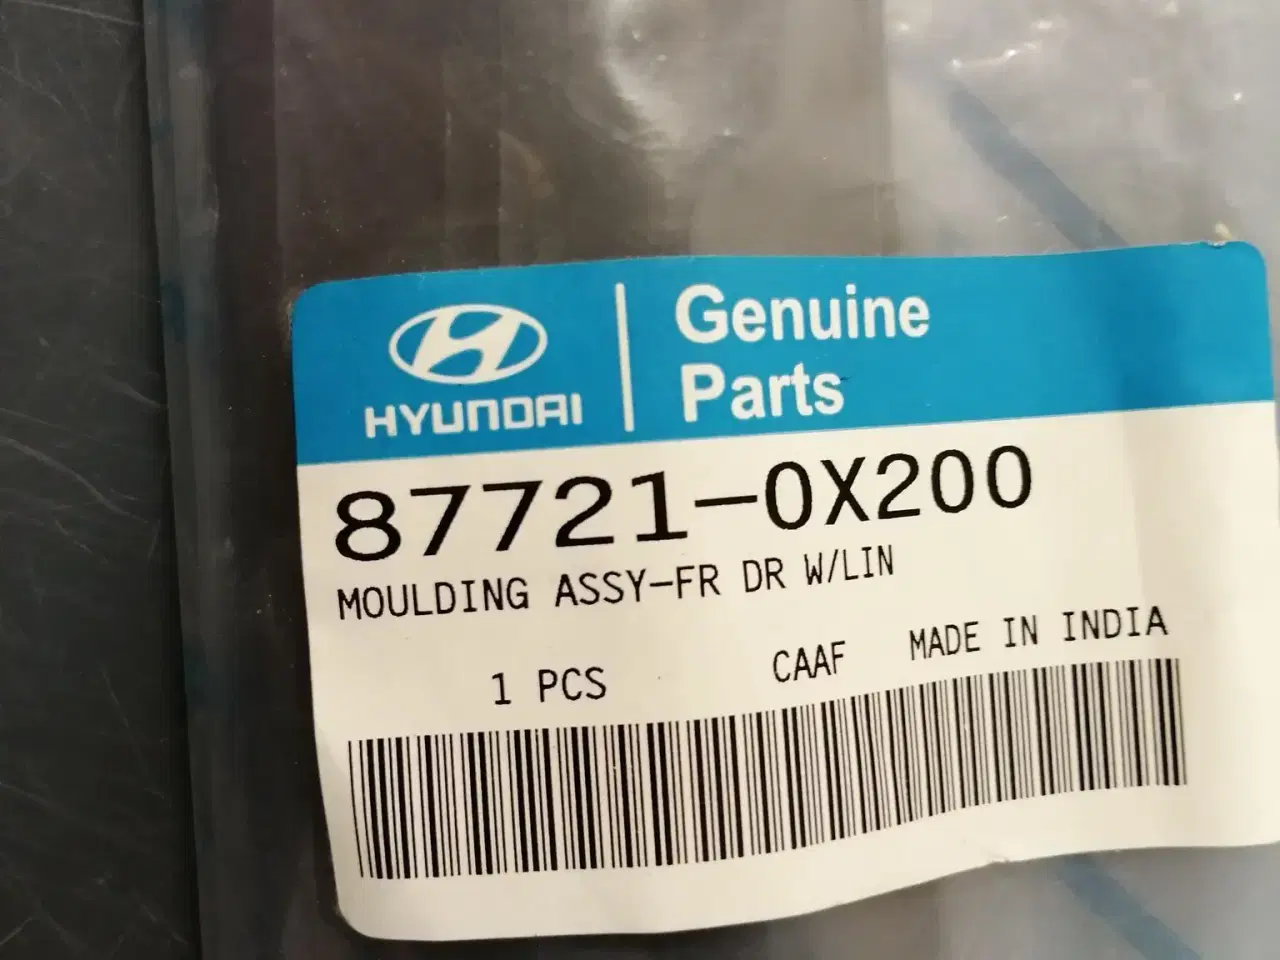 HYUNDAI
Genuine
Parts
87721-0X200
MOULDING ASSY-FR DR W/LIN
1 PCS CAAF MADE IN INDIA